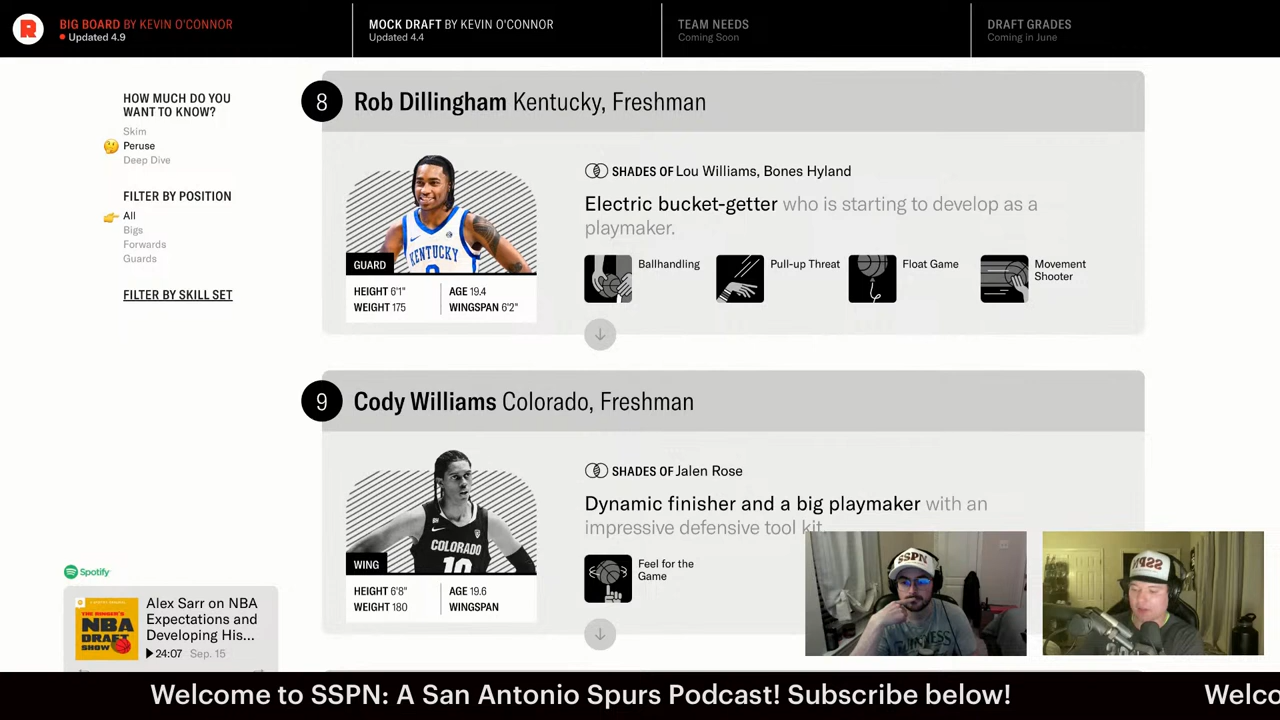 R
BIG BOARD BY KEVIN O'CONNOR
Updated 4.9
MOCK DRAFT BY KEVIN O'CONNOR
Updated 4.4
TEAM NEEDS
Coming Soon
DRAFT GRADES
Coming in June
HOW MUCH DO YOU
WANT TO KNOW?
Skim
Peruse
Deep Dive
FILTER BY POSITION
All
Bigs
Forwards
Guards
FILTER BY SKILL SET
8
Rob Dillingham Kentucky, Freshman
KENTUCKY
GUARD
HEIGHT 6'1"
WEIGHT 175
AGE 19.4
WINGSPAN 6'2"
SHADES OF Lou Williams, Bones Hyland
Electric bucket-getter who is starting to develop as a
playmaker.
Ballhandling
Pull-up Threat
Float Game
Movement
Shooter
9
Cody Williams Colorado, Freshman
COLORADO
10
WING
HEIGHT 6'8"
WEIGHT 180
AGE 19.6
WINGSPAN
SHADES OF Jalen Rose
Dynamic finisher and a big playmaker with an
impressive defensive tool kit.
Feel for the
Game
Spotify
THE RINGER'S
NBA
DRAFT
SHOW
Alex Sarr on NBA
Expectations and
Developing His...
24:07 Sep. 15
SSPN
SSPN
Welcome to SSPN: A San Antonio Spurs Podcast! Subscribe below!
Welco